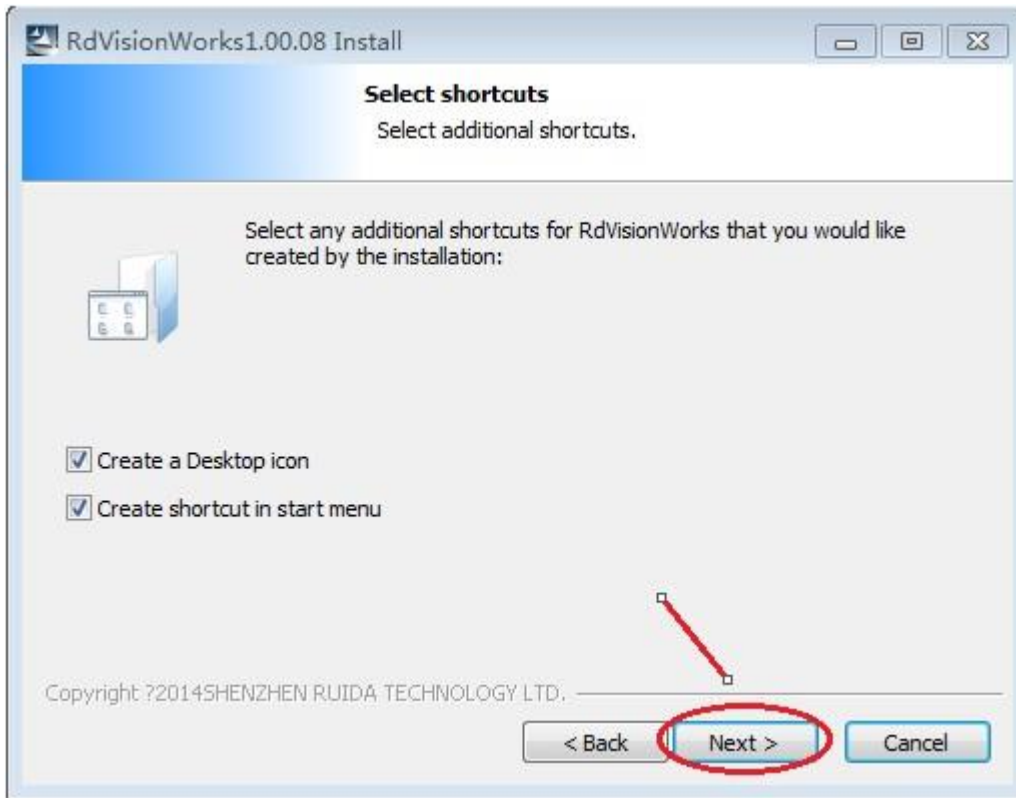 RdVisionWorks1.00.08 Install
Select shortcuts
Select additional shortcuts.
Select any additional shortcuts for RdVisionWorks that you would like
created by the installation:
Create a Desktop icon
Create shortcut in start menu
Copyright ?2014SHENZHEN RUIDA TECHNOLOGY LTD.
< Back
Next >
Cancel